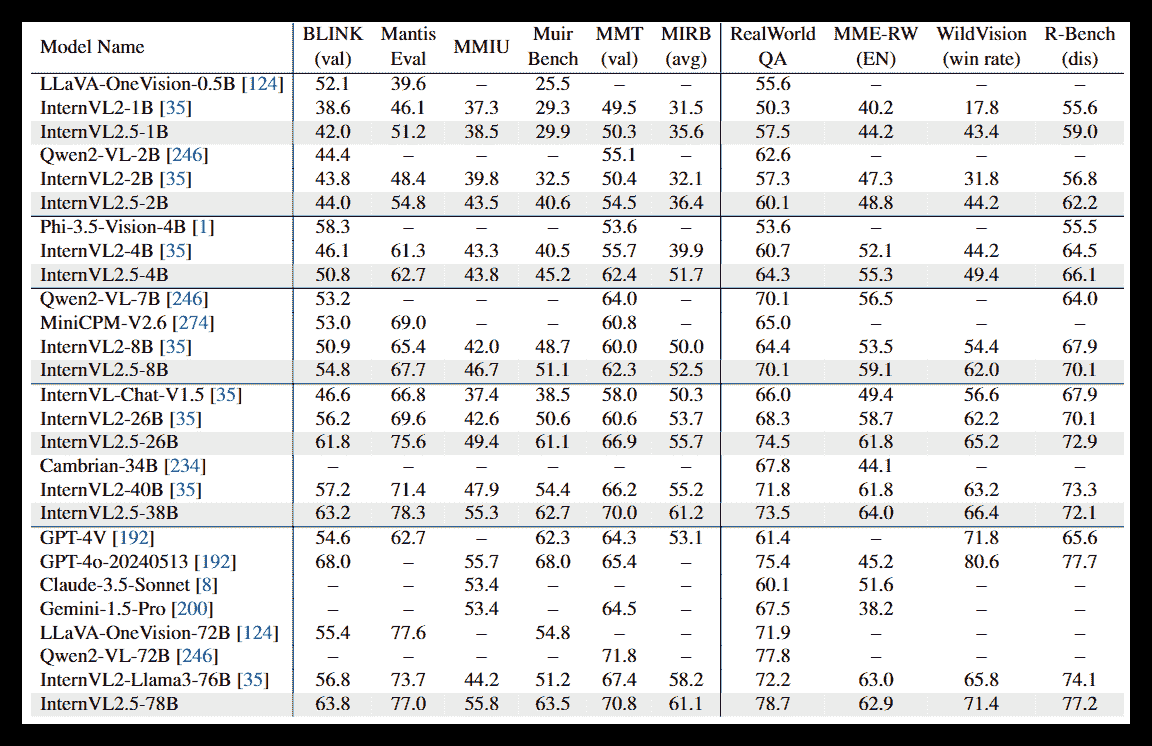 Model Name BLINK (val) Mantis Eval MMIU Muir Bench MMT (val) MIRB (avg) RealWorld QA MME-RW (EN) WildVision (win rate) R-Bench (dis)
LLaVA-OneVision-0.5B [124] 52.1 39.6 – 25.5 – – 55.6 – – –
InternVL2-1B [35] 38.6 46.1 37.3 29.3 49.5 31.5 50.3 40.2 17.8 55.6
InternVL2.5-1B 42.0 51.2 38.5 29.9 50.3 35.6 57.5 44.2 43.4 59.0
Qwen2-VL-2B [246] 44.4 – – – 55.1 – 62.6 – – –
InternVL2-2B [35] 43.8 48.4 39.8 32.5 50.4 32.1 57.3 47.3 31.8 56.8
InternVL2.5-2B 44.0 54.8 43.5 40.6 54.5 36.4 60.1 48.8 44.2 62.2
Phi-3.5-Vision-4B [1] 58.3 – – – 53.6 – 53.6 – – 55.5
InternVL2-4B [35] 46.1 61.3 43.3 40.5 55.7 39.9 60.7 52.1 44.2 64.5
InternVL2.5-4B 50.8 62.7 43.8 45.2 62.4 51.7 64.3 55.3 49.4 66.1
Qwen2-VL-7B [246] 53.2 – – – 64.0 – 70.1 56.5 – 64.0
MiniCPM-V2.6 [274] 53.0 69.0 – – 60.8 – 65.0 – – –
InternVL2-8B [35] 50.9 65.4 42.0 48.7 60.0 50.0 64.4 53.5 54.4 67.9
InternVL2.5-8B 54.8 67.7 46.7 51.1 62.3 52.5 70.1 59.1 62.0 70.1
InternVL-Chat-V1.5 [35] 46.6 66.8 37.4 38.5 58.0 50.3 66.0 49.4 56.6 67.9
InternVL2-26B [35] 56.2 69.6 42.6 50.6 60.6 53.7 68.3 58.7 62.2 70.1
InternVL2.5-26B 61.8 75.6 49.4 61.1 66.9 55.7 74.5 61.8 65.2 72.9
Cambrian-34B [234] – – – – – – 67.8 44.1 – –
InternVL2-40B [35] 57.2 71.4 47.9 54.4 66.2 55.2 71.8 61.8 63.2 73.3
InternVL2.5-38B 63.2 78.3 55.3 62.7 70.0 61.2 73.5 64.0 66.4 72.1
GPT-4V [192] 54.6 62.7 – 62.3 64.3 53.1 61.4 – 71.8 65.6
GPT-4o-20240513 [192] 68.0 – 55.7 68.0 65.4 – 75.4 45.2 80.6 77.7
Claude-3.5-Sonnet [8] – – 53.4 – – – 60.1 51.6 – –
Gemini-1.5-Pro [200] – – 53.4 – 64.5 – 67.5 38.2 – –
LLaVA-OneVision-72B [124] 55.4 77.6 – 54.8 – – 71.9 – – –
Qwen2-VL-72B [246] – – – – 71.8 – 77.8 – – –
InternVL2-Llama3-76B [35] 56.8 73.7 44.2 51.2 67.4 58.2 72.2 63.0 65.8 74.1
InternVL2.5-78B 63.8 77.0 55.8 63.5 70.8 61.1 78.7 62.9 71.4 77.2